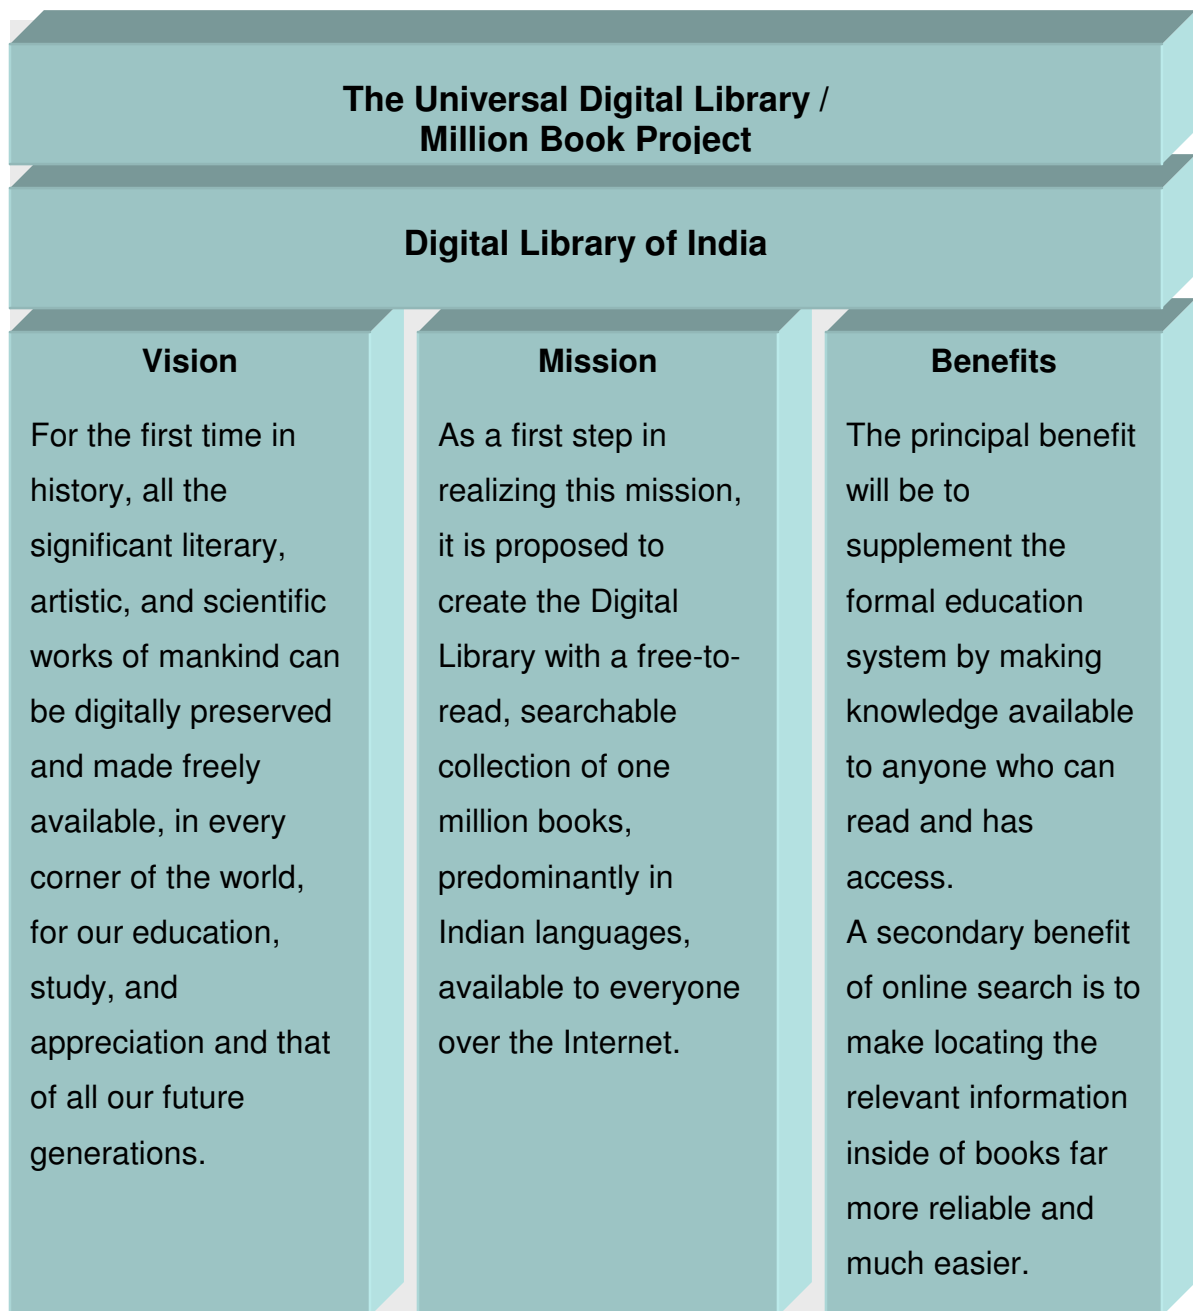 The Universal Digital Library /
Million Book Project
Digital Library of India
Vision
For the first time in
history, all the
significant literary,
artistic, and scientific
works of mankind can
be digitally preserved
and made freely
available, in every
corner of the world,
for our education,
study, and
appreciation and that
of all our future
generations.
Mission
As a first step in
realizing this mission,
it is proposed to
create the Digital
Library with a free-to-
read, searchable
collection of one
million books,
predominantly in
Indian languages,
available to everyone
over the Internet.
Benefits
The principal benefit
will be to
supplement the
formal education
system by making
knowledge available
to anyone who can
read and has
access.
A secondary benefit
of online search is to
make locating the
relevant information
inside of books far
more reliable and
much easier.